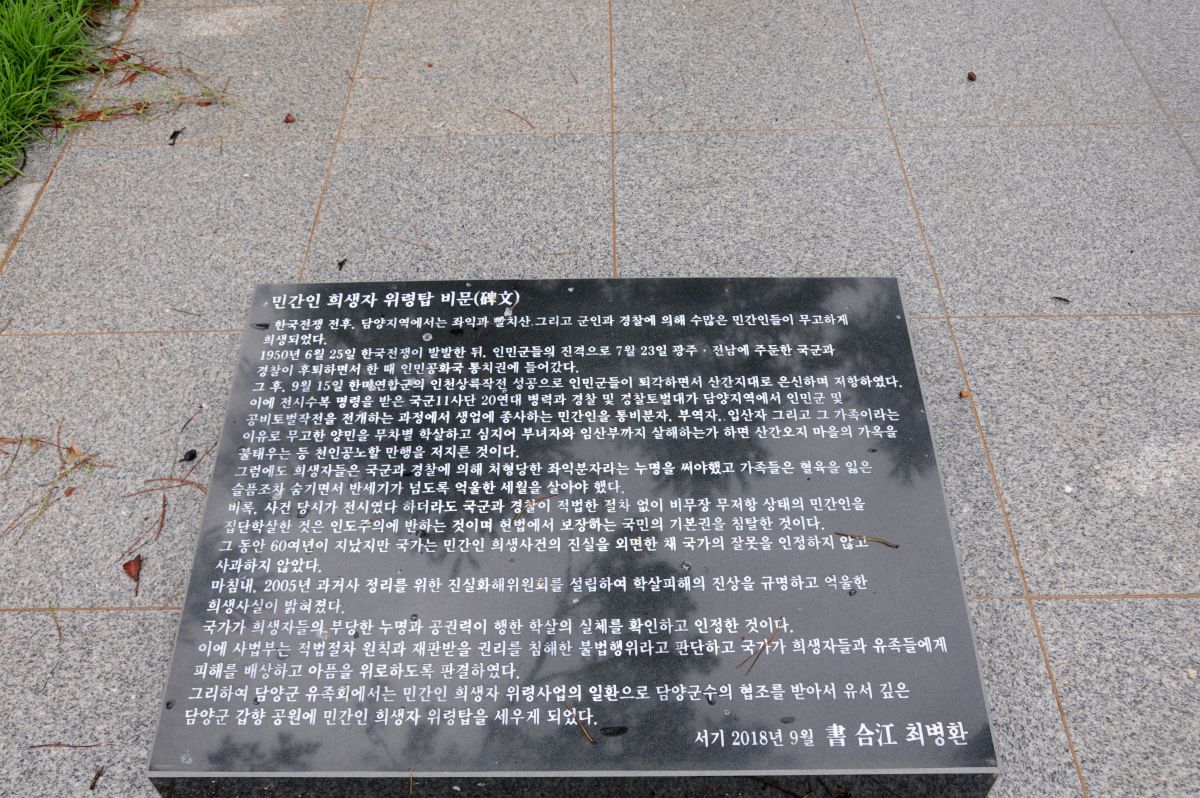 민간인 희생자 위령탑 비문(碑文)
한국전쟁 전후, 담양지역에서는 좌익과 빨치산 그리고 군인과 경찰에 의해 수많은 민간인들이 무고하게
희생되었다.
1950년 6월 25일 한국전쟁이 발발한 뒤, 인민군들의 진격으로 7월 23일 광주·전남에 주둔한 국군과
경찰이 후퇴하면서 한 때 인민공화국 통치권에 들어갔다.
그 후, 9월 15일 한미연합군의 인천상륙작전 성공으로 인민군들이 퇴각하면서 산간지대로 은신하며 저항하였다.
이에 전시수복 명령을 받은 국군11사단 20연대 병력과 경찰 및 경찰토벌대가 담양지역에서 인민군 및
공비토벌작전을 전개하는 과정에서 생업에 종사하는 민간인을 통비분자, 부역자, 입산자 그리고 그 가족이라는
이유로 무고한 양민을 무차별 학살하고 심지어 부녀자와 임산부까지 살해하는가 하면 산간오지 마을의 가옥을
불태우는 등 천인공노할 만행을 저지른 것이다.
그럼에도 희생자들은 국군과 경찰에 의해 처형당한 좌익분자라는 누명을 써야했고 가족들은 혈육을 잃은
슬픔조차 숨기면서 반세기가 넘도록 억울한 세월을 살아야 했다.
비록, 사건 당시가 전시였다 하더라도 국군과 경찰이 적법한 절차 없이 비무장 무저항 상태의 민간인을
집단학살한 것은 인도주의에 반하는 것이며 헌법에서 보장하는 국민의 기본권을 침탈한 것이다.
그 동안 60여년이 지났지만 국가는 민간인 희생사건의 진실을 외면한 채 국가의 잘못을 인정하지 않고
사과하지 않았다.
마침내, 2005년 과거사 정리를 위한 진실화해위원회를 설립하여 학살피해의 진상을 규명하고 억울한
희생사실이 밝혀졌다.
국가가 희생자들의 부당한 누명과 공권력이 행한 학살의 실체를 확인하고 인정한 것이다.
이에 사법부는 적법절차 원칙과 재판받을 권리를 침해한 불법행위라고 판단하고 국가가 희생자들과 유족들에게
피해를 배상하고 아픔을 위로하도록 판결하였다.
그리하여 담양군 유족회에서는 민간인 희생자 위령사업의 일환으로 담양군수의 협조를 받아서 유서 깊은
담양군 갑향 공원에 민간인 희생자 위령탑을 세우게 되었다.
서기 2018년 9월 書 合江 최병환